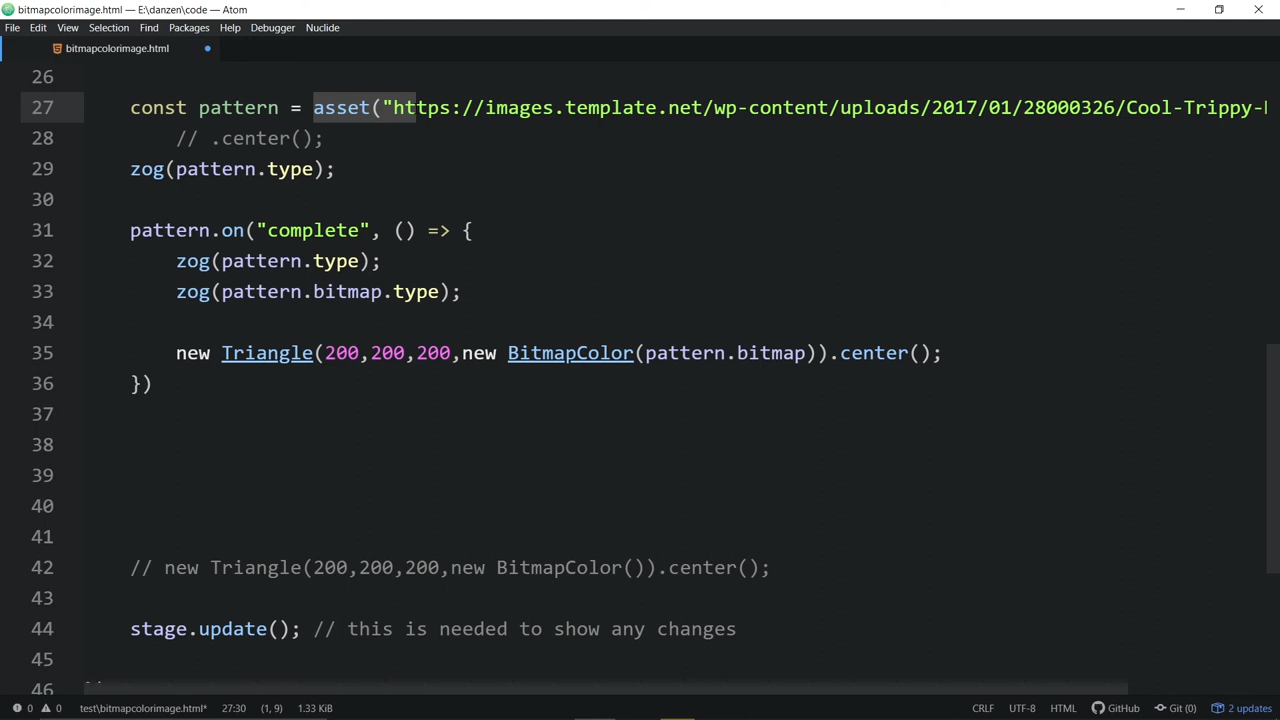 bitmapcolorimage.html — E:\danzen\code — Atom
File Edit View Selection Find Packages Help Debugger Nuclide
bitmapcolorimage.html
26
27 const pattern = asset("https://images.template.net/wp-content/uploads/2017/01/28000326/Cool-Trippy-
28 // .center();
29 zog(pattern.type);
30
31 pattern.on("complete", () => {
32 zog(pattern.type);
33 zog(pattern.bitmap.type);
34
35 new Triangle(200,200,200,new BitmapColor(pattern.bitmap)).center();
36 })
37
38
39
40
41
42 // new Triangle(200,200,200,new BitmapColor()).center();
43
44 stage.update(); // this is needed to show any changes
45
46
0 0 test\bitmapcolorimage.html* 27:30 (1, 9) 1.33 KiB CRLF UTF-8 HTML GitHub Git (0) 2 updates